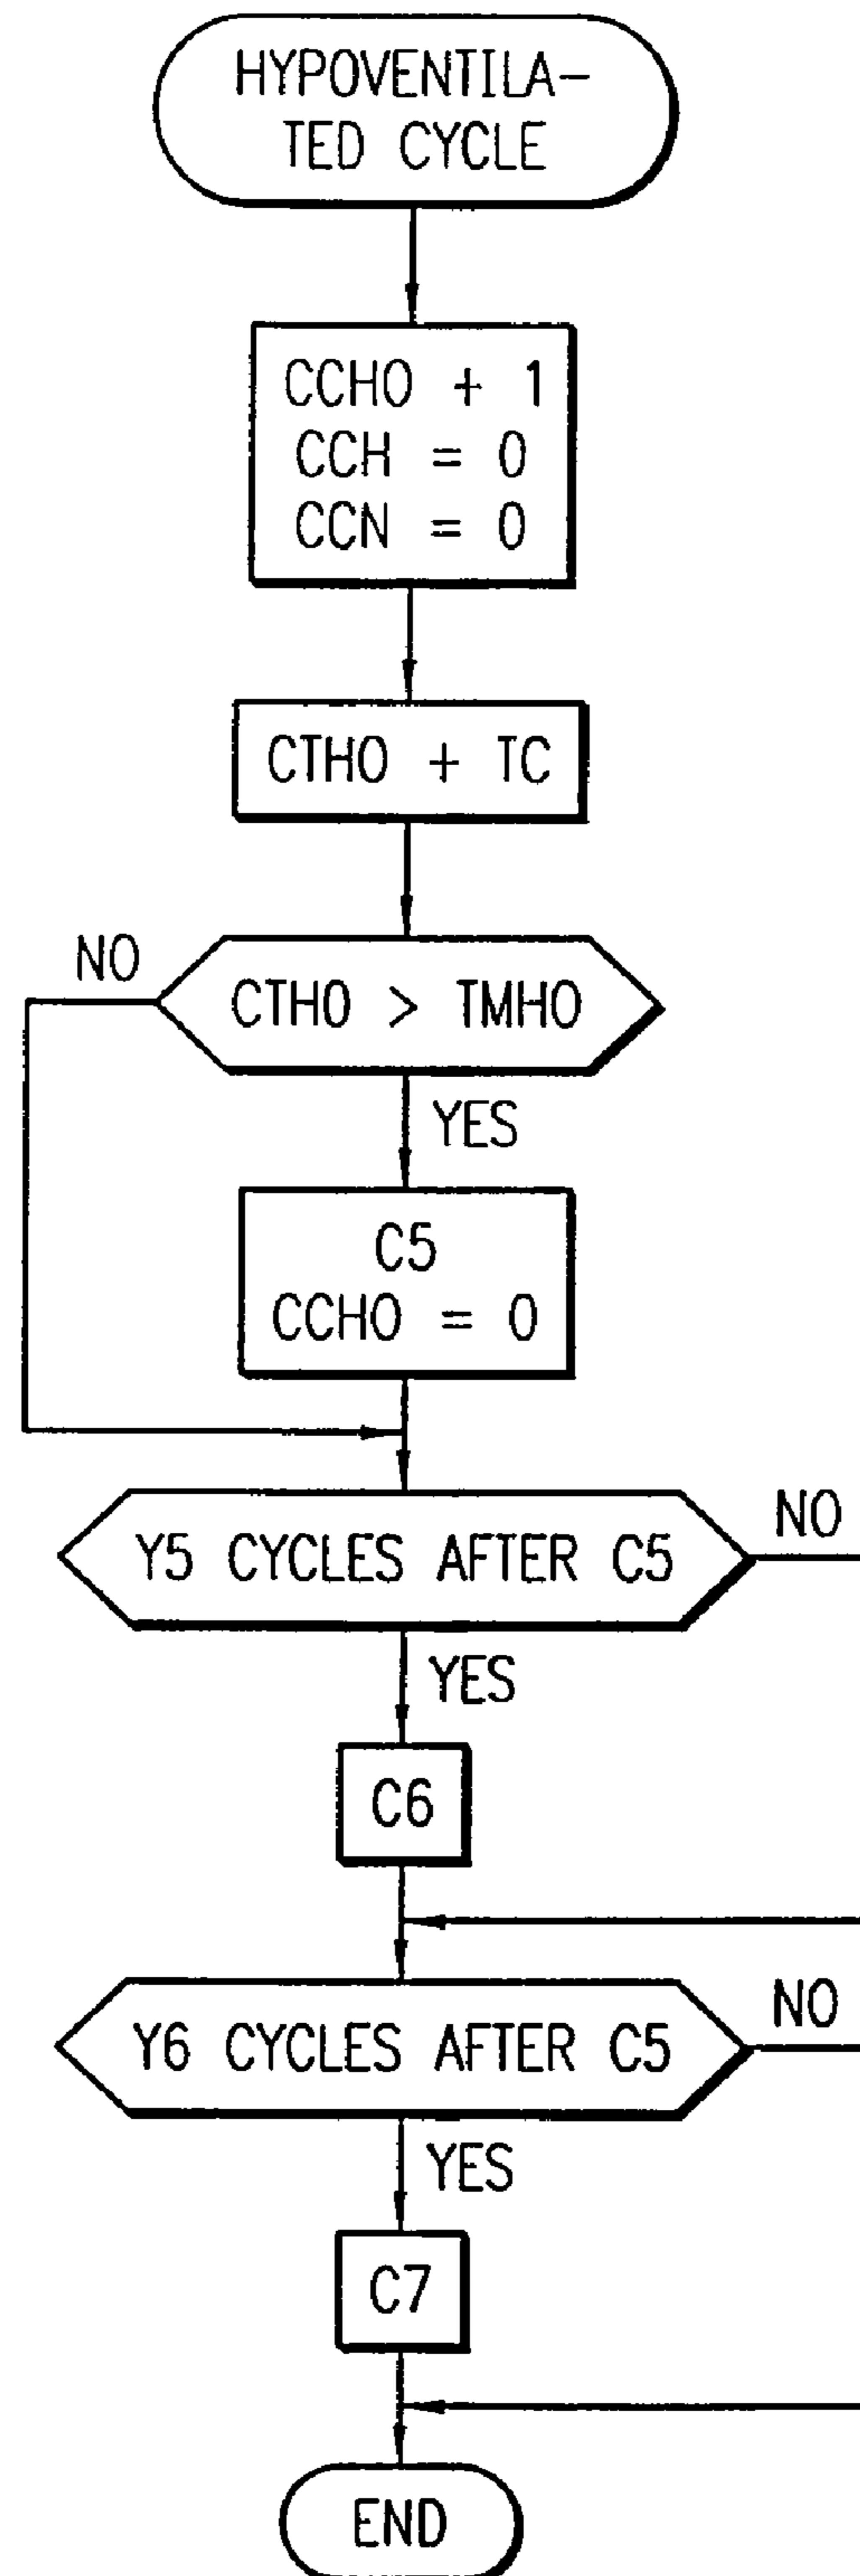 HYPOVENTILA-
TED CYCLE
CCHO + 1
CCH = 0
CCN = 0
CTHO + TC
NO
CTHO > TMHO
YES
C5
CCHO = 0
Y5 CYCLES AFTER C5
NO
YES
C6
Y6 CYCLES AFTER C5
NO
YES
C7
END